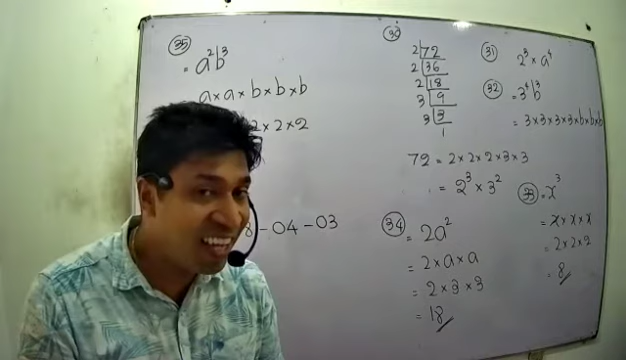 35
= a²b³
a×a×b×b×b
2×2×2
8-04-03
30
2 72
2 36
2 18
3 9
3 3
1
72 = 2×2×2×3×3
= 2³×3²
31
2³×a⁴
32
= 3⁴b³
= 3×3×3×3×b×b×b
33 = x³
= x×x×x
= 2×2×2
= 8
34
= 2a²
= 2×a×a
= 2×3×3
= 18